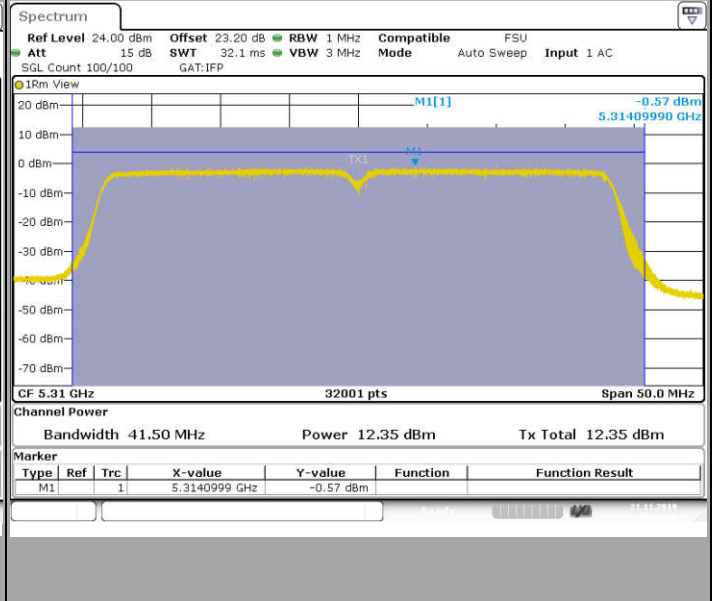 Spectrum
Ref Level 24.00 dBm Offset 23.20 dB RBW 1 MHz Compatible FSU
Att 15 dB SWT 32.1 ms VBW 3 MHz Mode Auto Sweep Input 1 AC
SGL Count 100/100 GAT:IFP
1Rm View
M1[1] -0.57 dBm
5.31409990 GHz
20 dBm
10 dBm
M1
TX1
0 dBm
-10 dBm
-20 dBm
-30 dBm
-50 dBm
-60 dBm
-70 dBm
CF 5.31 GHz 32001 pts Span 50.0 MHz
Channel Power
Bandwidth 41.50 MHz Power 12.35 dBm Tx Total 12.35 dBm
Marker
Type Ref Trc X-value Y-value Function Function Result
M1 1 5.3140999 GHz -0.57 dBm
Ready 21.11.2019